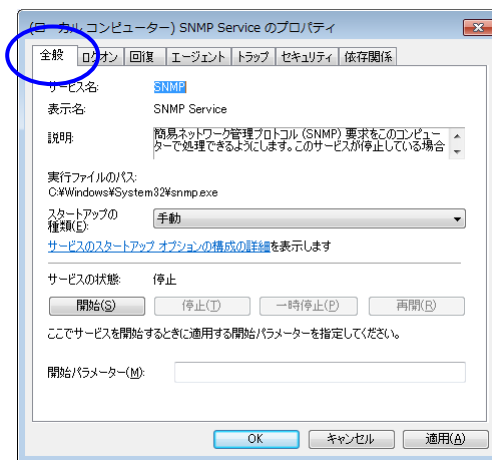 (ローカル コンピューター) SNMP Service のプロパティ
全般 ログオン 回復 エージェント トラップ セキュリティ 依存関係
サービス名: SNMP
表示名: SNMP Service
説明: 簡易ネットワーク管理プロトコル (SNMP) 要求をこのコンピュー
ターで処理できるようにします。このサービスが停止している場合
実行ファイルのパス:
C:¥Windows¥System32¥snmp.exe
スタートアップの
種類(E): 手動
サービスのスタートアップ オプションの構成の詳細を表示します
サービスの状態: 停止
開始(S) 停止(T) 一時停止(P) 再開(R)
ここでサービスを開始するときに適用する開始パラメーターを指定してください。
開始パラメーター(M):
OK キャンセル 適用(A)